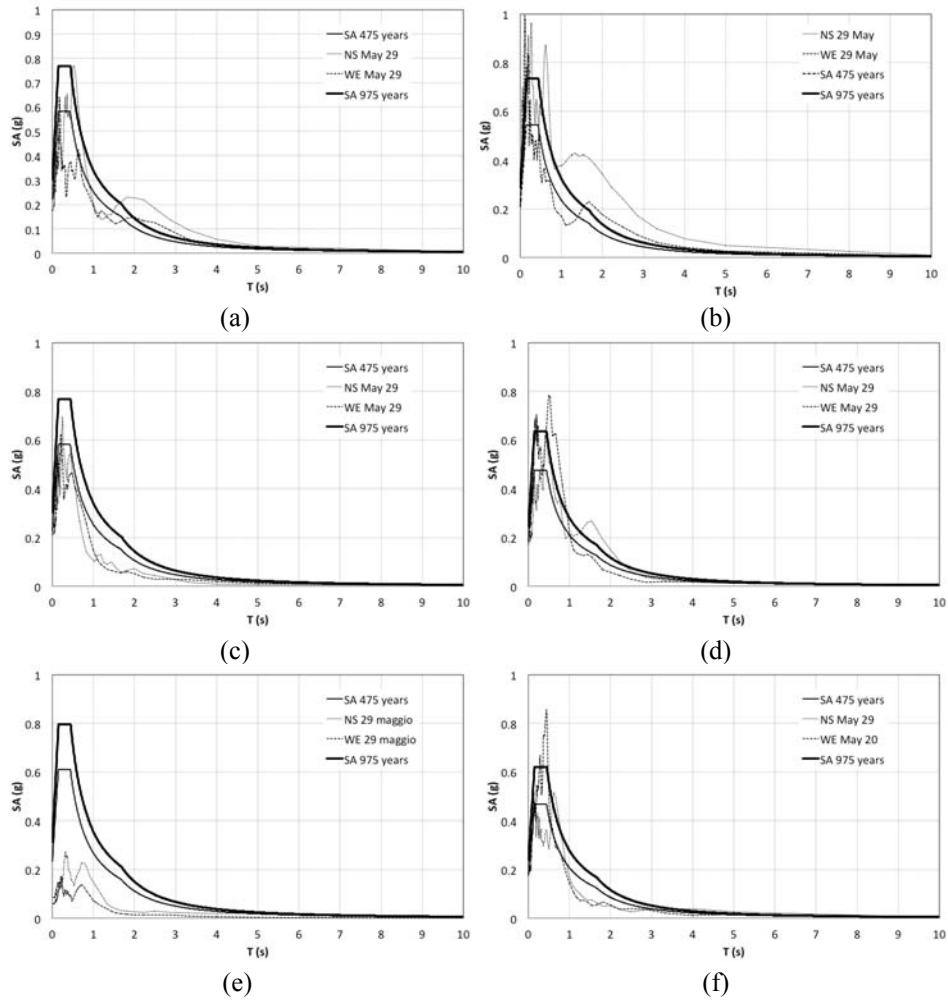 SA (g)
1
0.9
0.8
0.7
0.6
0.5
0.4
0.3
0.2
0.1
0
SA 475 years
NS May 29
WE May 29
SA 975 years
0 1 2 3 4 5 6 7 8 9 10
T (s)
(a)
SA (g)
1
0.8
0.6
0.4
0.2
0
NS 29 May
WE 29 May
SA 475 years
SA 975 years
0 1 2 3 4 5 6 7 8 9 10
T (s)
(b)
SA (g)
1
0.8
0.6
0.4
0.2
0
SA 475 years
NS May 29
WE May 29
SA 975 years
0 1 2 3 4 5 6 7 8 9 10
T (s)
(c)
SA (g)
1
0.8
0.6
0.4
0.2
0
SA 475 years
NS May 29
WE May 29
SA 975 years
0 1 2 3 4 5 6 7 8 9 10
T (s)
(d)
SA (g)
1
0.8
0.6
0.4
0.2
0
SA 475 years
NS 29 maggio
WE 29 maggio
SA 975 years
0 1 2 3 4 5 6 7 8 9 10
T (s)
(e)
SA (g)
1
0.8
0.6
0.4
0.2
0
SA 475 years
NS May 29
WE May 20
SA 975 years
0 1 2 3 4 5 6 7 8 9 10
T (s)
(f)